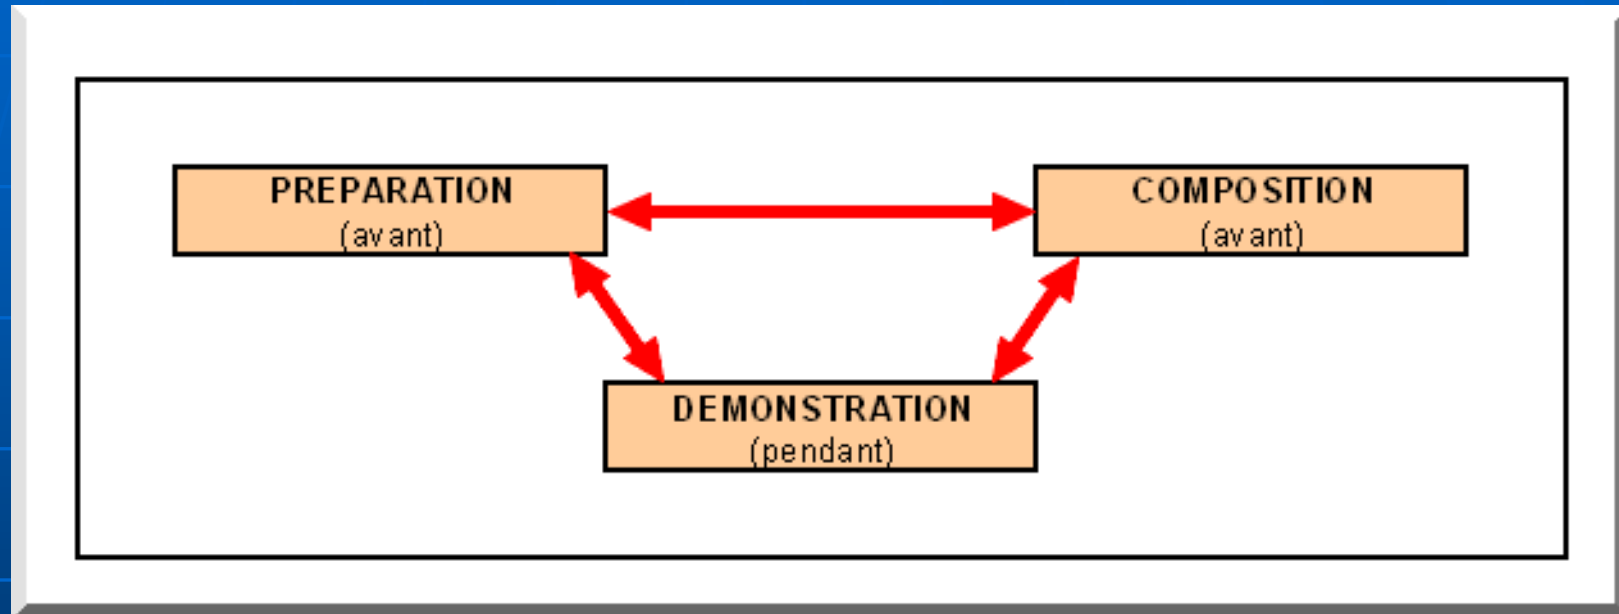 PREPARATION
(avant)
COMPOSITION
(avant)
DEMONSTRATION
(pendant)